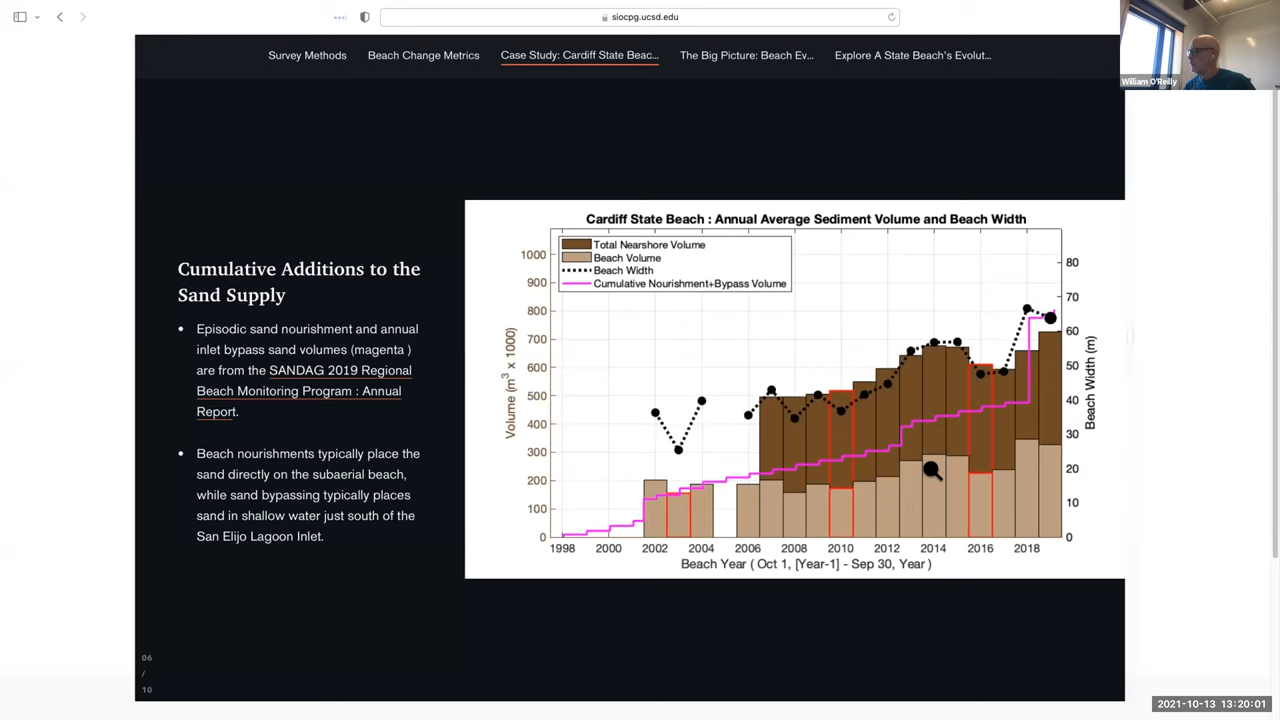 siocpg.ucsd.edu
William O'Reilly
Survey Methods
Beach Change Metrics
Case Study: Cardiff State Beac...
The Big Picture: Beach Ev...
Explore A State Beach's Evolut...
Cumulative Additions to the
Sand Supply
• Episodic sand nourishment and annual
inlet bypass sand volumes (magenta )
are from the SANDAG 2019 Regional
Beach Monitoring Program : Annual
Report.
• Beach nourishments typically place the
sand directly on the subaerial beach,
while sand bypassing typically places
sand in shallow water just south of the
San Elijo Lagoon Inlet.
Cardiff State Beach : Annual Average Sediment Volume and Beach Width
Total Nearshore Volume
Beach Volume
Beach Width
Cumulative Nourishment+Bypass Volume
Volume (m³ x 1000)
1000
900
800
700
600
500
400
300
200
100
0
80
70
60
50
40
30
20
10
0
Beach Width (m)
1998 2000 2002 2004 2006 2008 2010 2012 2014 2016 2018
Beach Year ( Oct 1, [Year-1] - Sep 30, Year )
06
/
10
2021-10-13 13:20:01